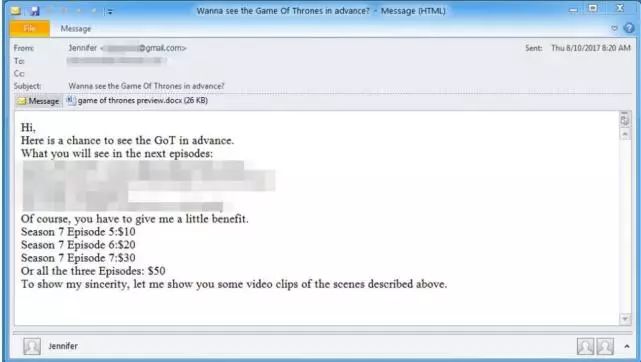 Wanna see the Game Of Thrones in advance? - Message (HTML)
File Message
From: Jennifer < @gmail.com> Sent: Thu 8/10/2017 8:20 AM
To:
Cc:
Subject: Wanna see the Game Of Thrones in advance?
Message game of thrones preview.docx (26 KB)
Hi,
Here is a chance to see the GoT in advance.
What you will see in the next episodes:
Of course, you have to give me a little benefit.
Season 7 Episode 5:$10
Season 7 Episode 6:$20
Season 7 Episode 7:$30
Or all the three Episodes: $50
To show my sincerity, let me show you some video clips of the scenes described above.
Jennifer